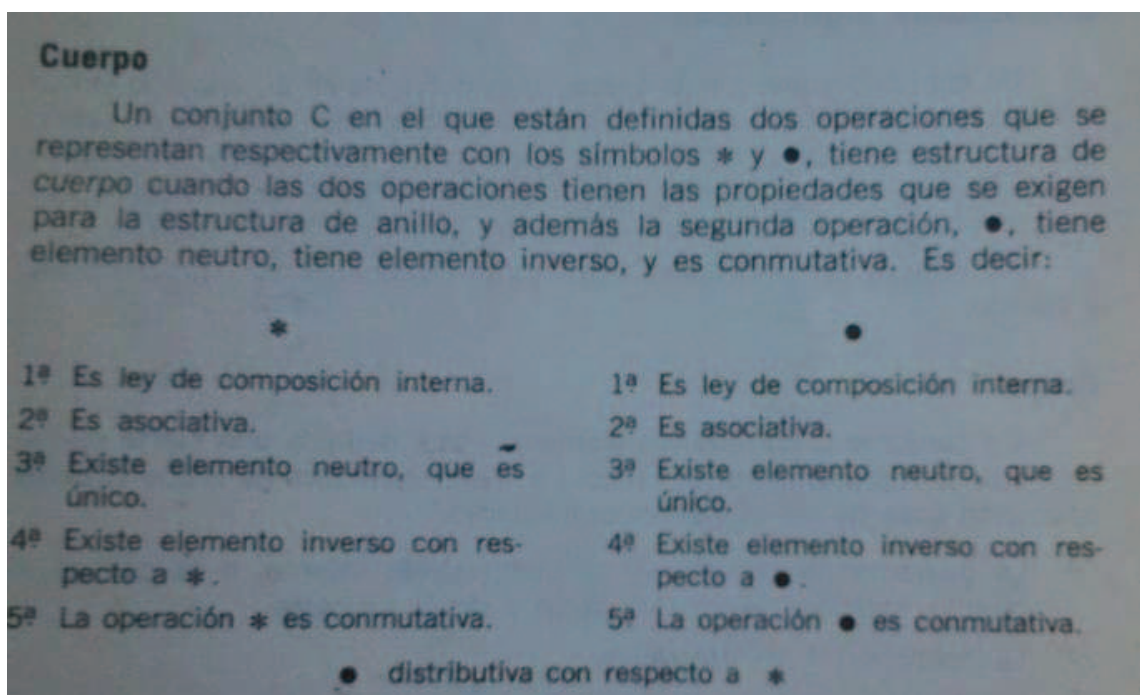 Cuerpo
Un conjunto C en el que están definidas dos operaciones que se
representan respectivamente con los símbolos * y ●, tiene estructura de
cuerpo cuando las dos operaciones tienen las propiedades que se exigen
para la estructura de anillo, y además la segunda operación, ●, tiene
elemento neutro, tiene elemento inverso, y es conmutativa. Es decir:
*
1ª Es ley de composición interna.
2ª Es asociativa.
3ª Existe elemento neutro, que es
único.
4ª Existe elemento inverso con res-
pecto a *.
5ª La operación * es conmutativa.
●
1ª Es ley de composición interna.
2ª Es asociativa.
3ª Existe elemento neutro, que es
único.
4ª Existe elemento inverso con res-
pecto a ●.
5ª La operación ● es conmutativa.
● distributiva con respecto a *